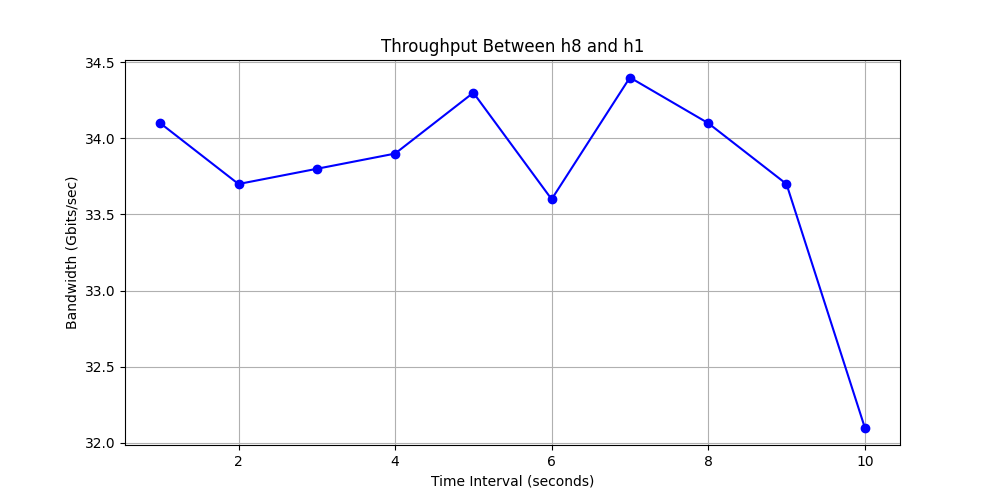 Throughput Between h8 and h1
34.5
34.0
33.5
33.0
32.5
32.0
Bandwidth (Gbits/sec)
2 4 6 8 10
Time Interval (seconds)